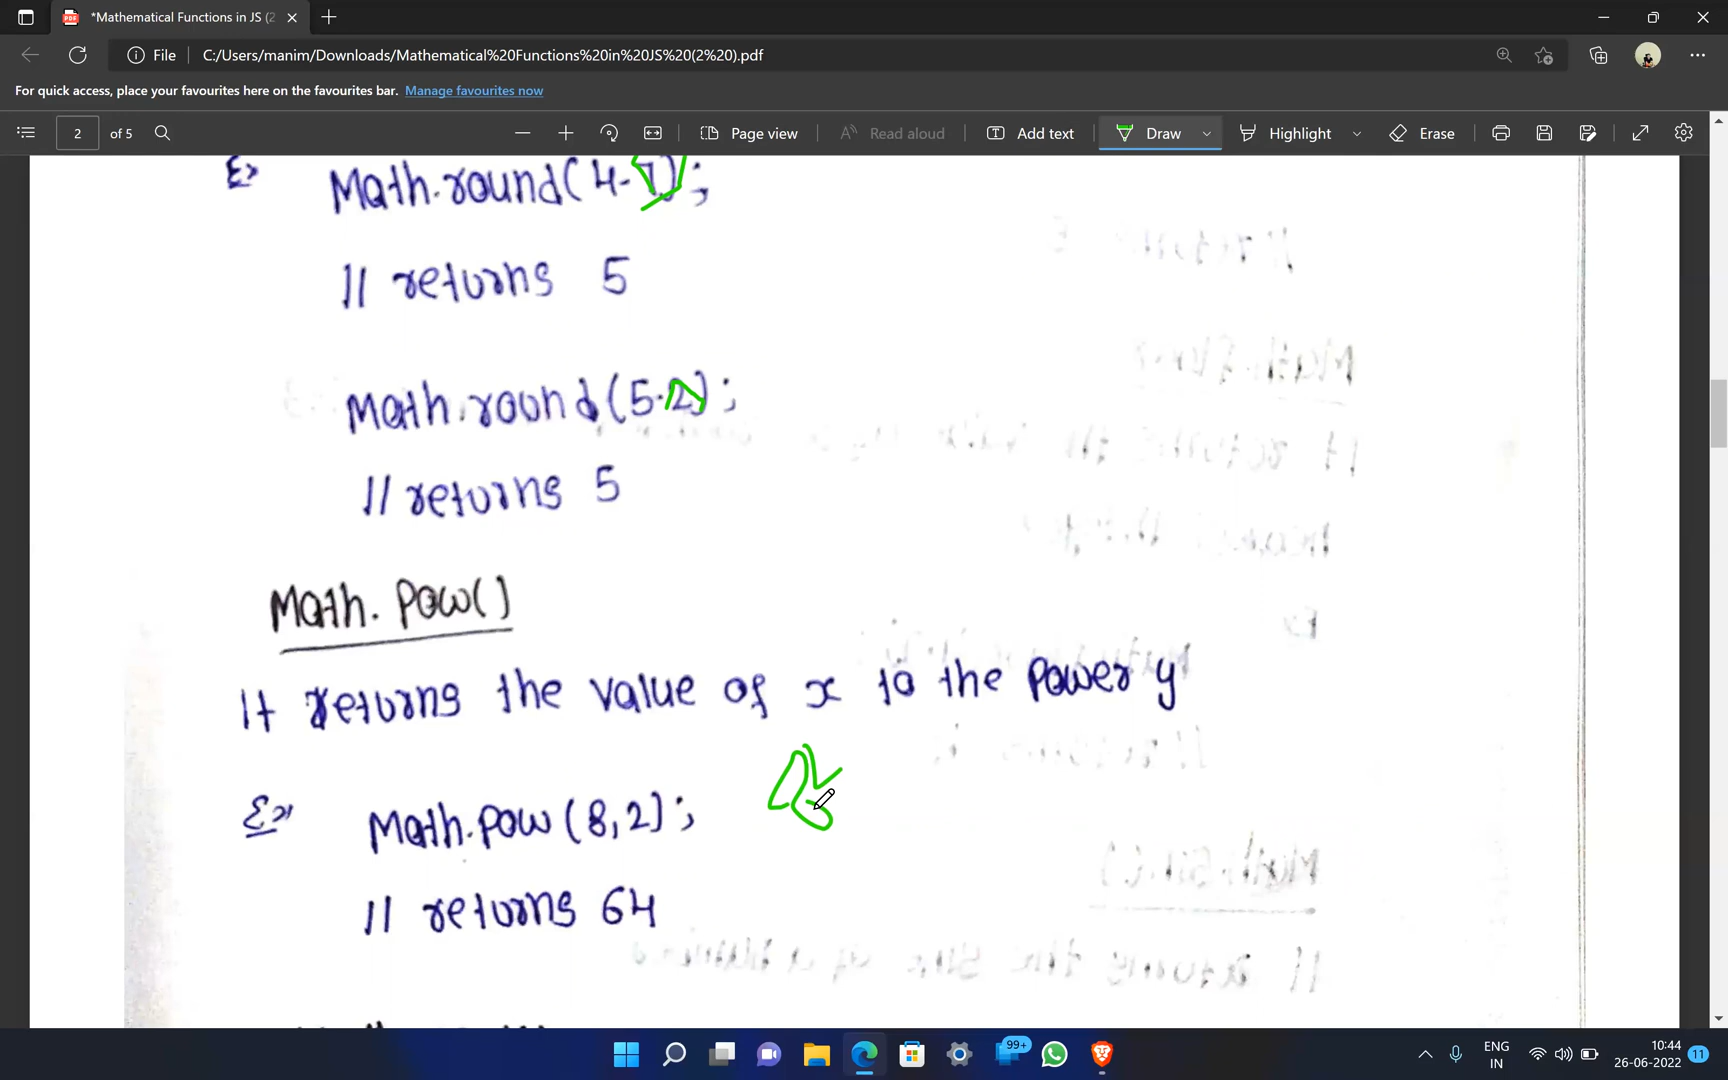 *Mathematical Functions in JS (2
File C:/Users/manim/Downloads/Mathematical%20Functions%20in%20JS%20(2%20).pdf
For quick access, place your favourites here on the favourites bar. Manage favourites now
2 of 5 Page view Read aloud Add text Draw Highlight Erase
Ex Math.round(4.7);
// returns 5
Math.round(5.2);
// returns 5
Math.Pow()
It returns the value of x to the Power y
Ex Math.pow(8,2);
// returns 64
99+
ENG
IN
10:44
26-06-2022
11